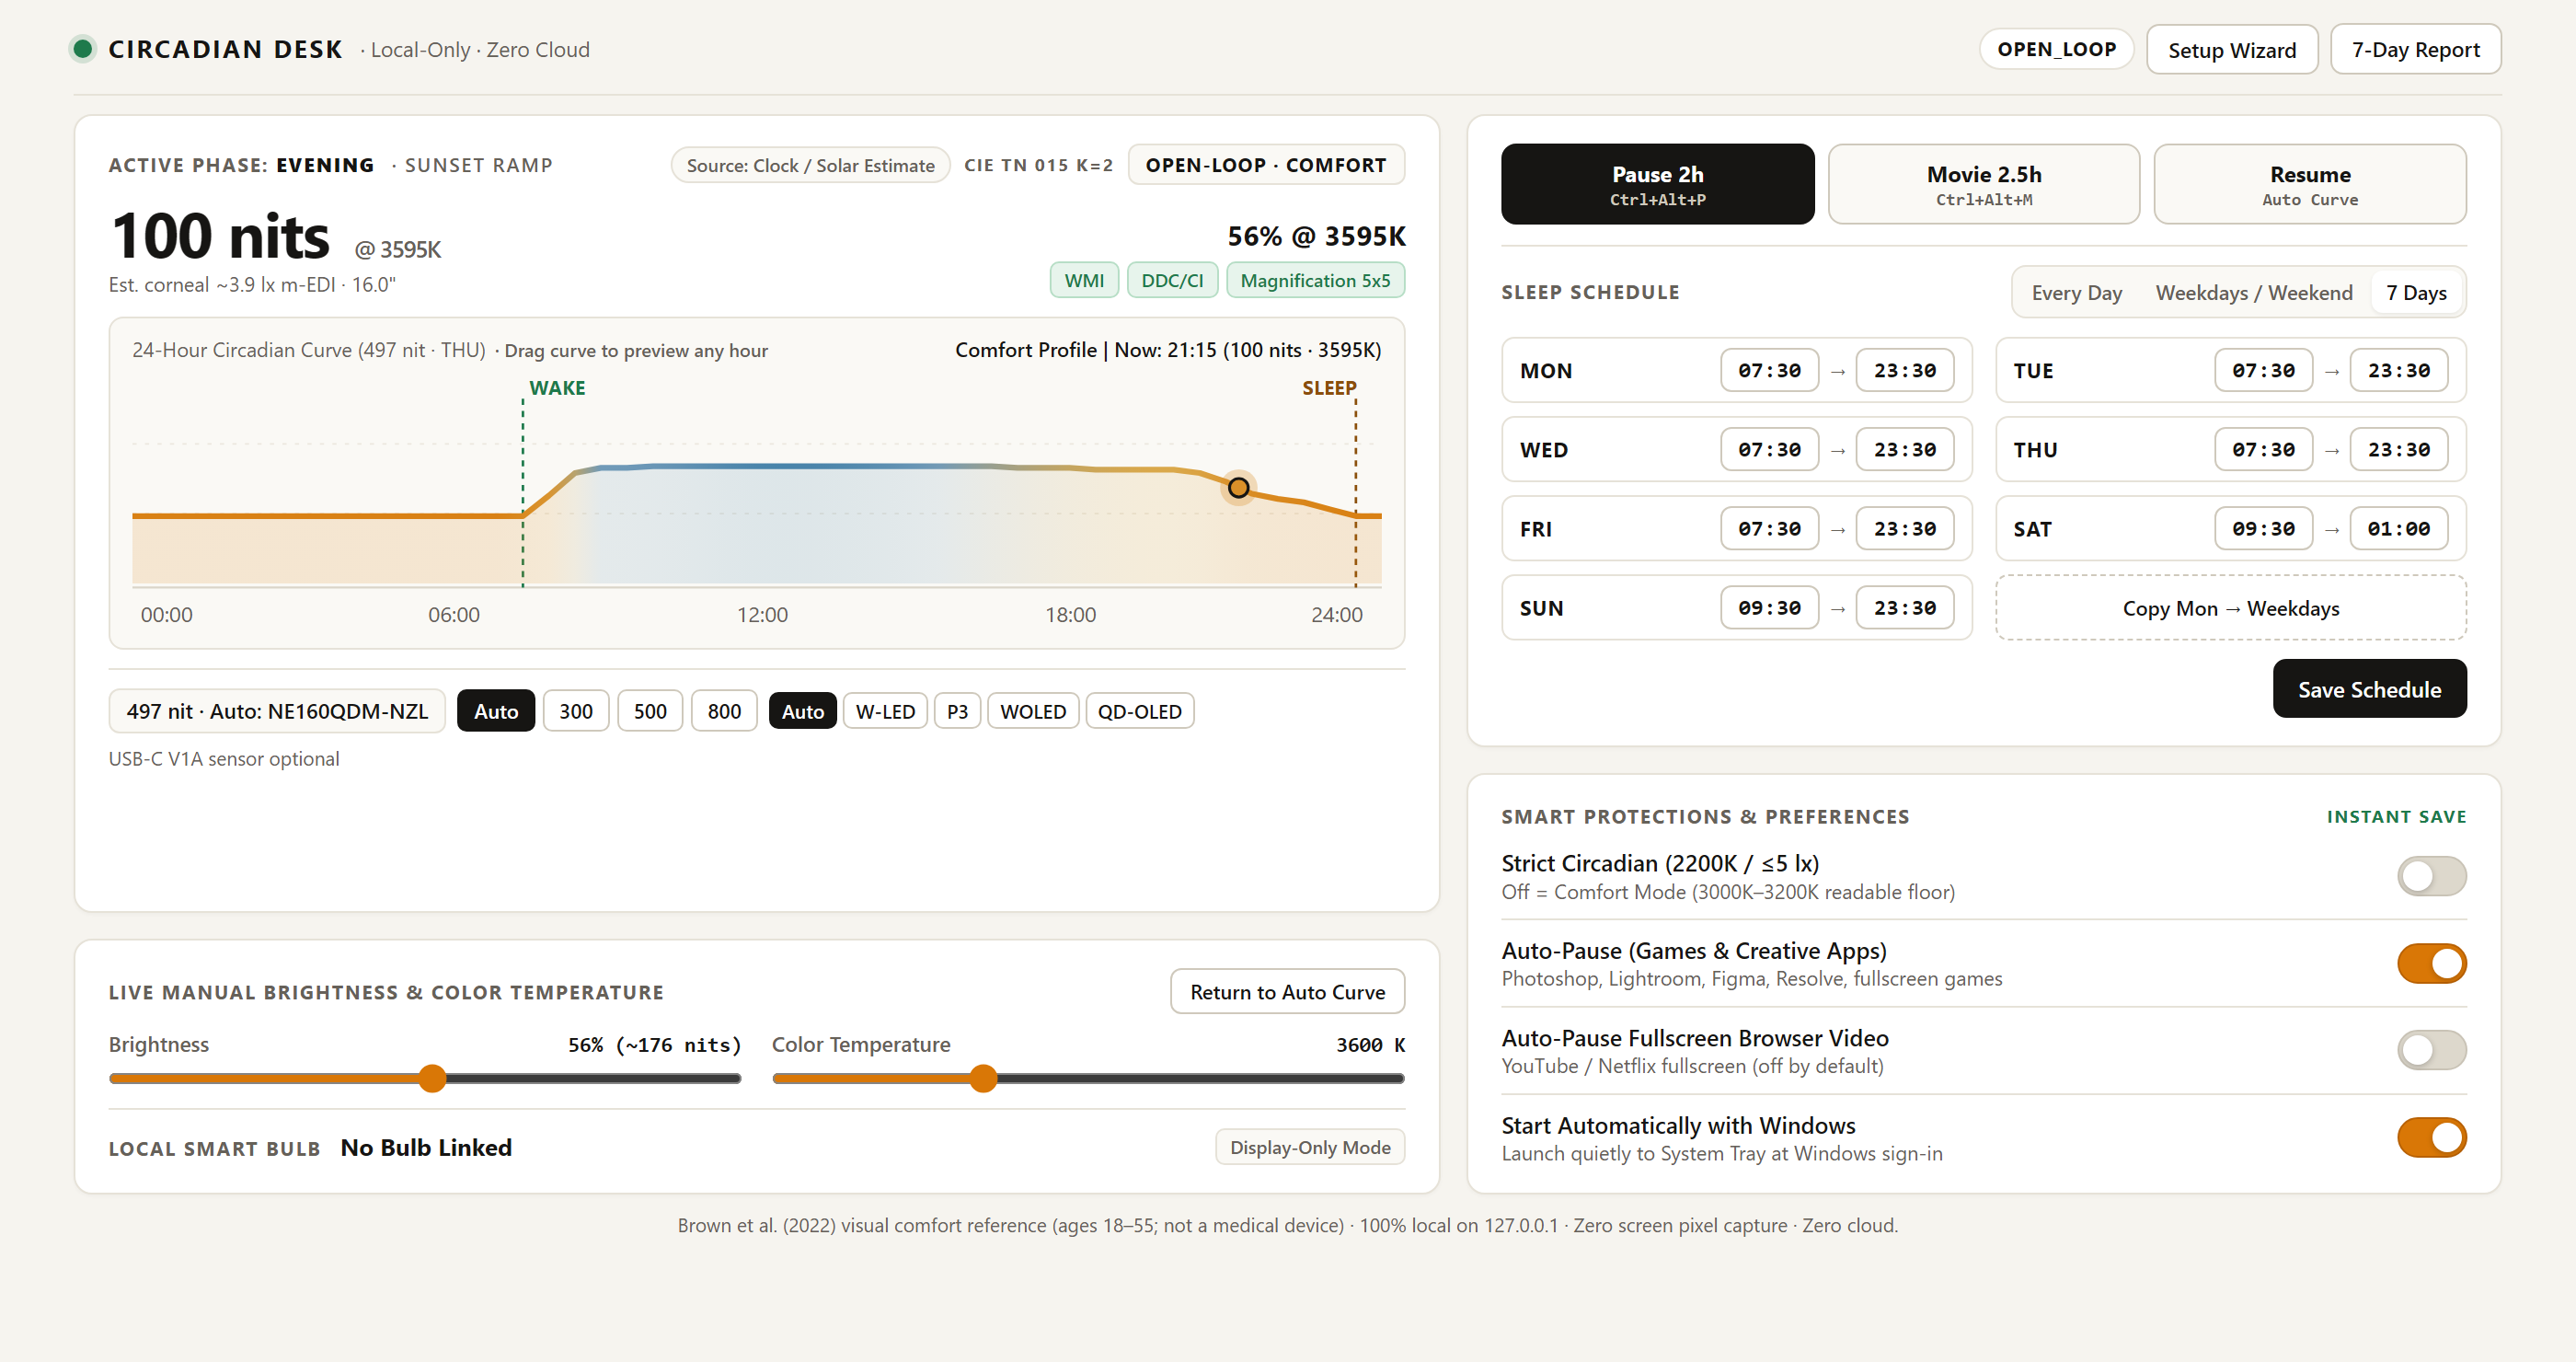 CIRCADIAN DESK · Local-Only · Zero Cloud
OPEN_LOOP
Setup Wizard
7-Day Report
ACTIVE PHASE: EVENING · SUNSET RAMP
Source: Clock / Solar Estimate
CIE TN 015 K=2
OPEN-LOOP · COMFORT
100 nits @ 3595K
Est. corneal ~3.9 lx m-EDI · 16.0"
56% @ 3595K
WMI
DDC/CI
Magnification 5x5
24-Hour Circadian Curve (497 nit · THU) · Drag curve to preview any hour
Comfort Profile | Now: 21:15 (100 nits · 3595K)
WAKE
SLEEP
00:00
06:00
12:00
18:00
24:00
497 nit · Auto: NE160QDM-NZL
Auto
300
500
800
Auto
W-LED
P3
WOLED
QD-OLED
USB-C V1A sensor optional
LIVE MANUAL BRIGHTNESS & COLOR TEMPERATURE
Return to Auto Curve
Brightness
56% (~176 nits)
Color Temperature
3600 K
LOCAL SMART BULB No Bulb Linked
Display-Only Mode
Pause 2h
Ctrl+Alt+P
Movie 2.5h
Ctrl+Alt+M
Resume
Auto Curve
SLEEP SCHEDULE
Every Day
Weekdays / Weekend
7 Days
MON 07:30 → 23:30
TUE 07:30 → 23:30
WED 07:30 → 23:30
THU 07:30 → 23:30
FRI 07:30 → 23:30
SAT 09:30 → 01:00
SUN 09:30 → 23:30
Copy Mon → Weekdays
Save Schedule
SMART PROTECTIONS & PREFERENCES
INSTANT SAVE
Strict Circadian (2200K / ≤5 lx)
Off = Comfort Mode (3000K–3200K readable floor)
Auto-Pause (Games & Creative Apps)
Photoshop, Lightroom, Figma, Resolve, fullscreen games
Auto-Pause Fullscreen Browser Video
YouTube / Netflix fullscreen (off by default)
Start Automatically with Windows
Launch quietly to System Tray at Windows sign-in
Brown et al. (2022) visual comfort reference (ages 18–55; not a medical device) · 100% local on 127.0.0.1 · Zero screen pixel capture · Zero cloud.